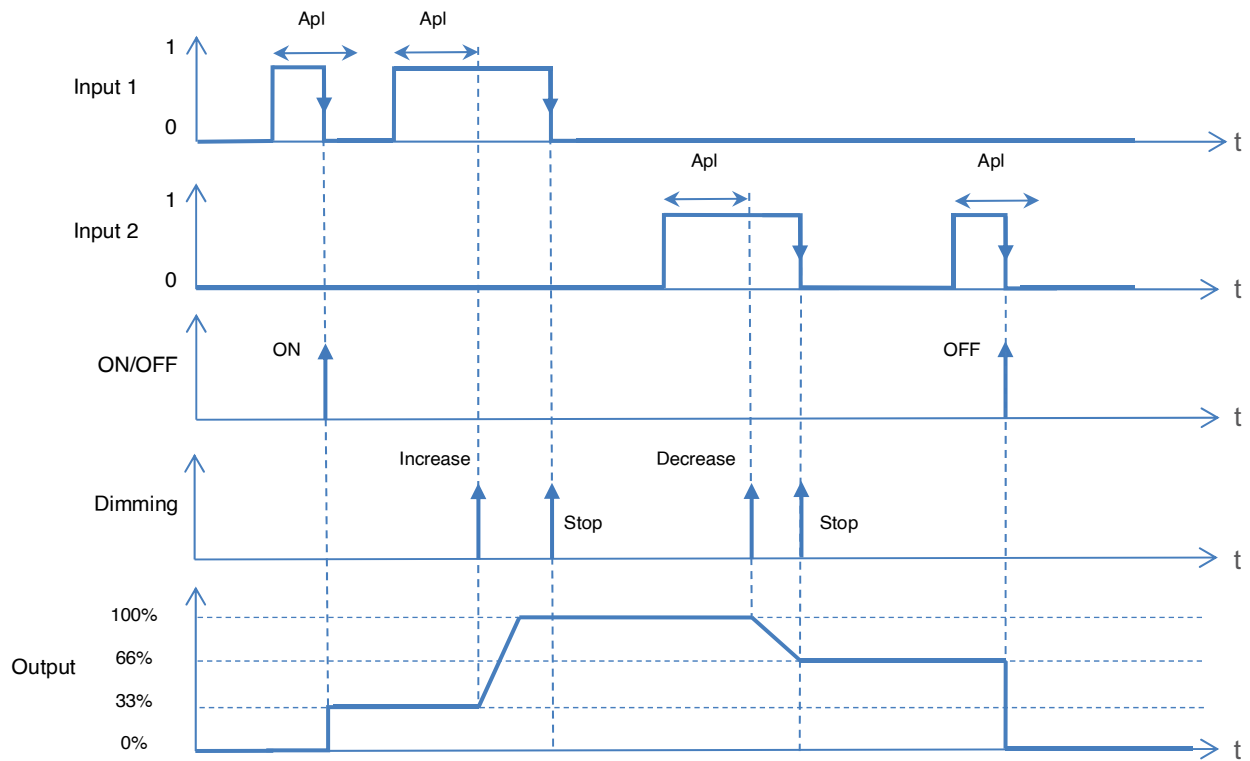 Apl Apl
1
Input 1
0
t
Apl Apl
1
Input 2
0
t
ON OFF
ON/OFF
t
Increase Decrease
Dimming
Stop Stop
t
100%
66%
Output
33%
0%
t